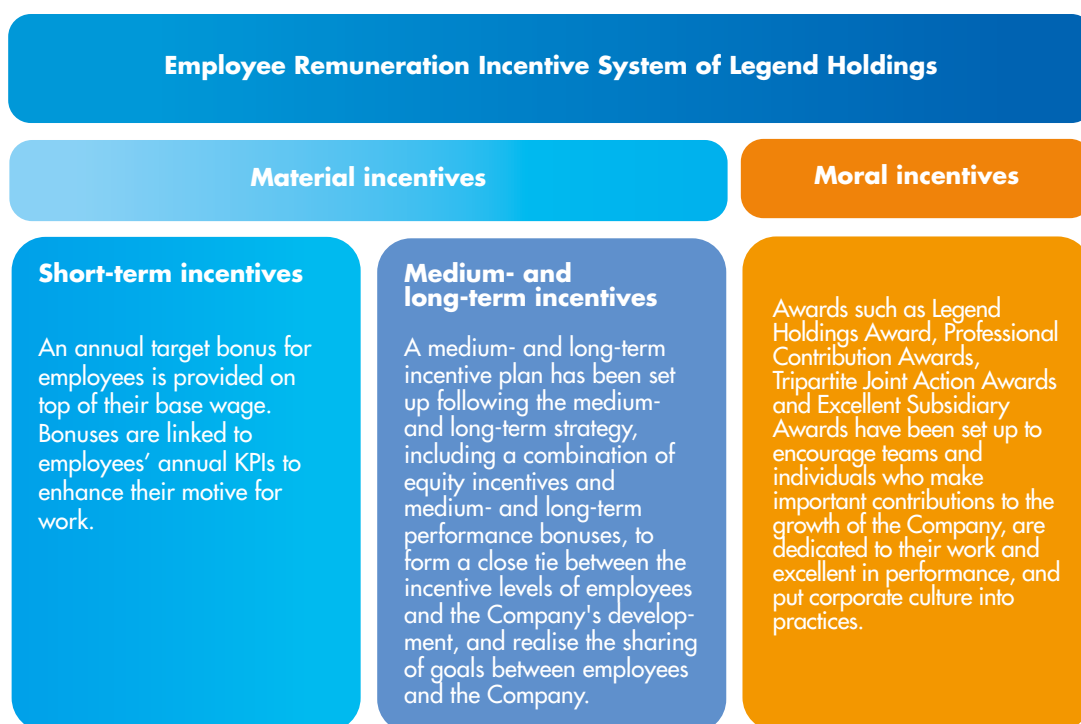 Employee Remuneration Incentive System of Legend Holdings
Material incentives
Moral incentives
Short-term incentives
An annual target bonus for
employees is provided on
top of their base wage.
Bonuses are linked to
employees’ annual KPIs to
enhance their motive for
work.
Medium- and
long-term incentives
A medium- and long-term
incentive plan has been set
up following the medium-
and long-term strategy,
including a combination of
equity incentives and
medium- and long-term
performance bonuses, to
form a close tie between the
incentive levels of employees
and the Company's develop-
ment, and realise the sharing
of goals between employees
and the Company.
Awards such as Legend
Holdings Award, Professional
Contribution Awards,
Tripartite Joint Action Awards
and Excellent Subsidiary
Awards have been set up to
encourage teams and
individuals who make
important contributions to the
growth of the Company, are
dedicated to their work and
excellent in performance, and
put corporate culture into
practices.